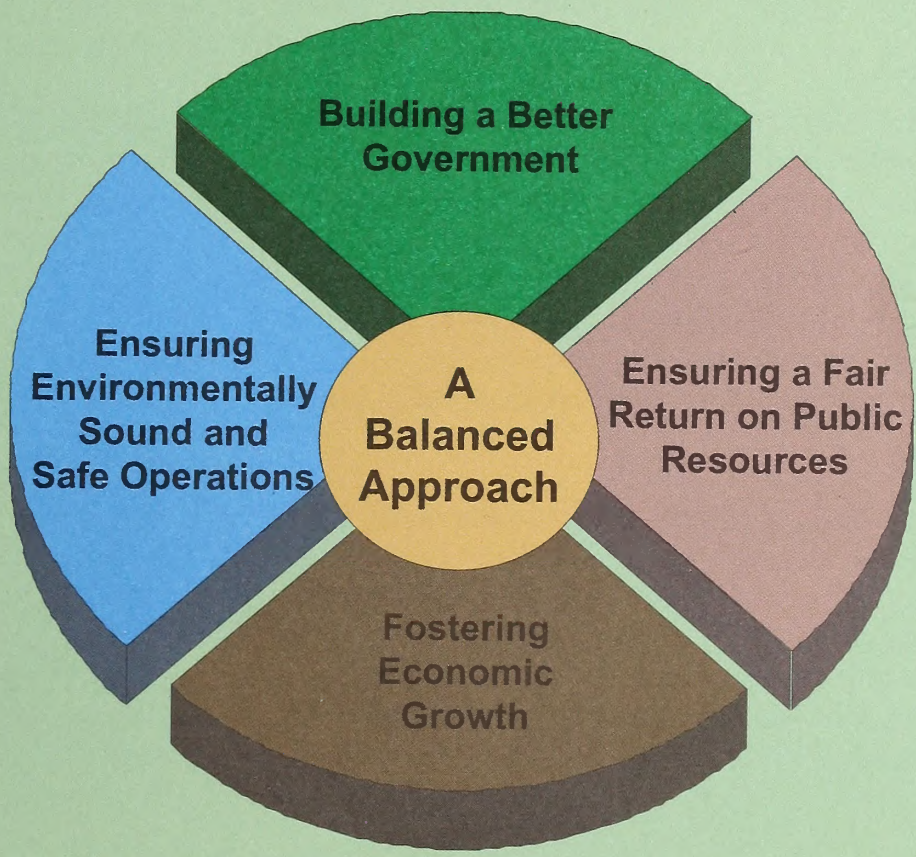 Building a Better
Government
Ensuring
Environmentally
Sound and
Safe Operations
A
Balanced
Approach
Ensuring a Fair
Return on Public
Resources
Fostering
Economic
Growth